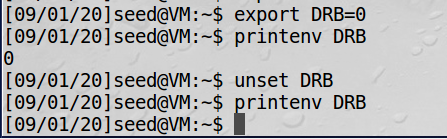 [09/01/20]seed@VM:~$ export DRB=0
[09/01/20]seed@VM:~$ printenv DRB
0
[09/01/20]seed@VM:~$ unset DRB
[09/01/20]seed@VM:~$ printenv DRB
[09/01/20]seed@VM:~$